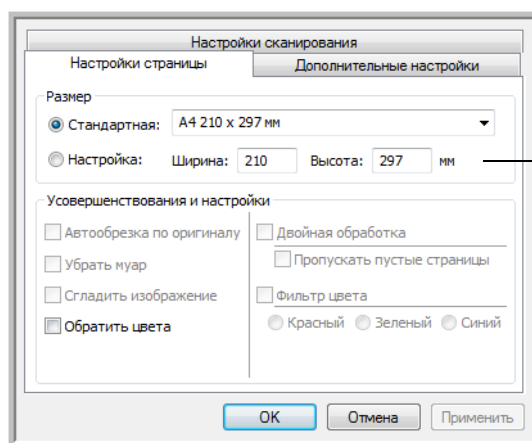 Настройки сканирования
Настройки страницы Дополнительные настройки
Размер
Стандартная: A4 210 x 297 мм
Настройка: Ширина: 210 Высота: 297 мм
Усовершенствования и настройки
Автообрезка по оригиналу Двойная обработка
Убрать муар Пропускать пустые страницы
Сгладить изображение Фильтр цвета
Обратить цвета Красный Зеленый Синий
OK Отмена Применить